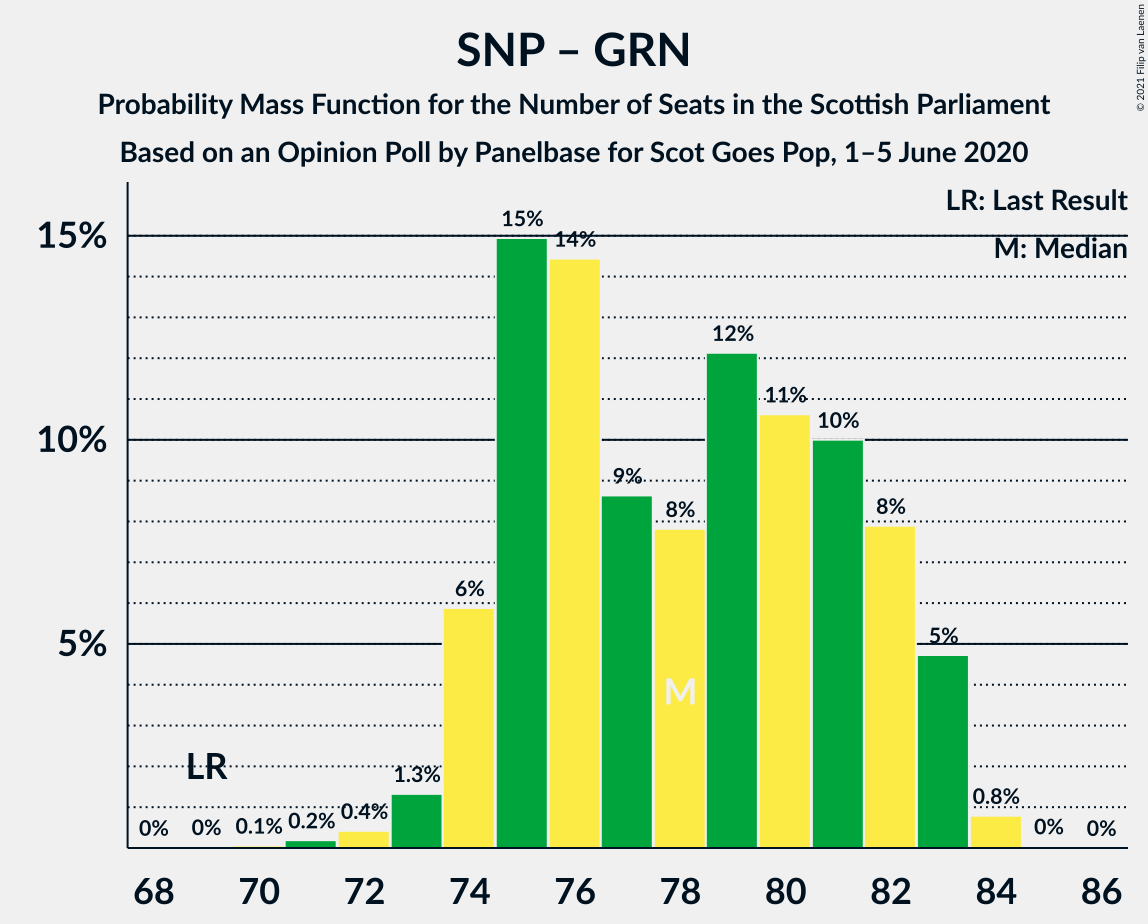 SNP – GRN
Probability Mass Function for the Number of Seats in the Scottish Parliament
Based on an Opinion Poll by Panelbase for Scot Goes Pop, 1–5 June 2020
© 2021 Filip van Laenen
LR: Last Result
M: Median
15%
10%
5%
0% 0% 0.1% 0.2% 0.4% 1.3% 6% 15% 14% 9% 8% 12% 11% 10% 8% 5% 0.8% 0% 0%
LR
M
68 70 72 74 76 78 80 82 84 86